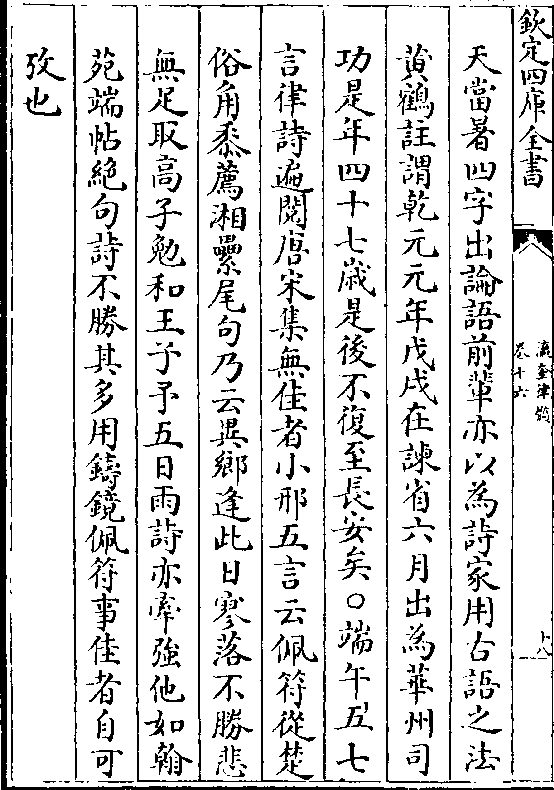 欽定四庫全書
瀛奎律髓
卷十六
十八
天當暑四字出論語前輩亦以為詩家用古語之法
黄鶴註謂乾元元年戊戌在諫省六月出為華州司
功是年四十七歳是後不復至長安矣○端午五七
言律詩遍閲唐宋集無佳者小邢五言云佩符從楚
俗角黍薦湘纍尾句乃云異鄉逢此日寥落不勝悲
無足取髙子勉和王子予五日雨詩亦牽強他如翰
苑端帖絶句詩不勝其多用鑄鏡佩符事佳者自可
攷也